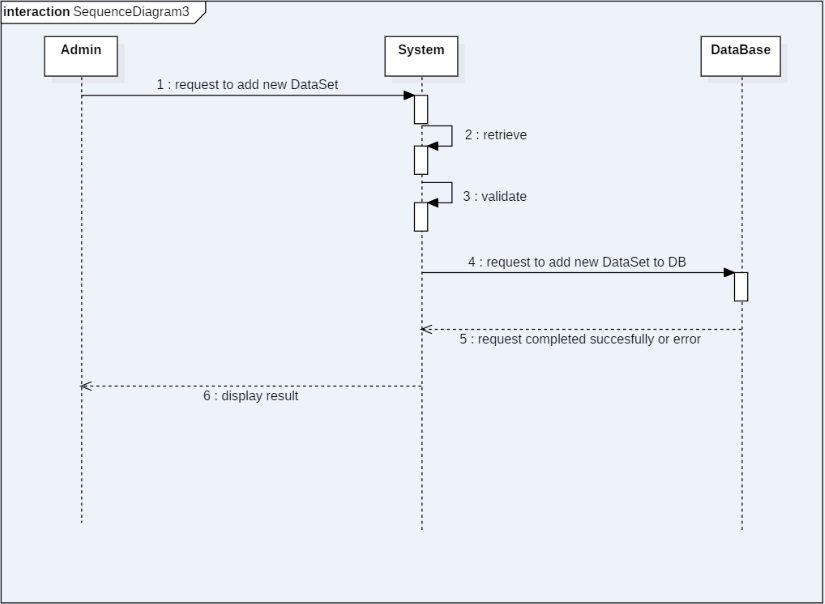 interaction SequenceDiagram3
Admin
System
DataBase
1 : request to add new DataSet
2 : retrieve
3 : validate
4 : request to add new DataSet to DB
5 : request completed succesfully or error
6 : display result